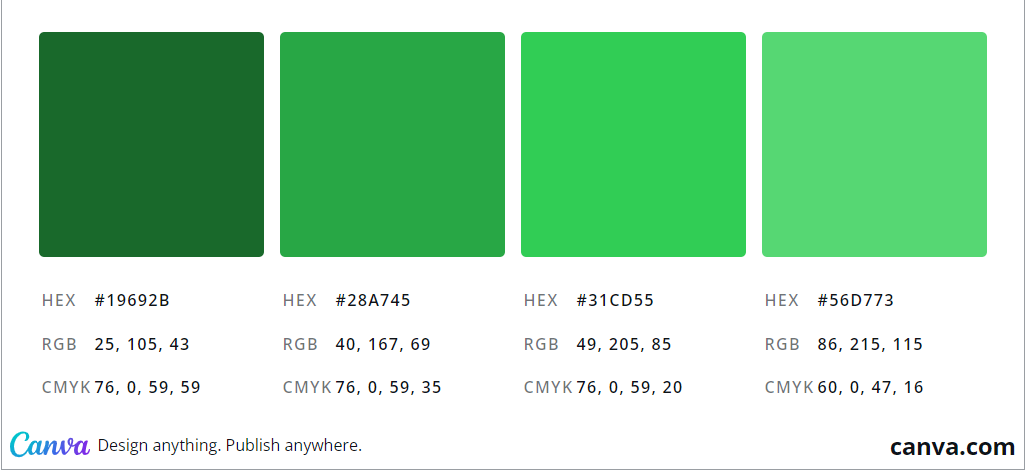 HEX #19692B HEX #28A745 HEX #31CD55 HEX #56D773
RGB 25, 105, 43 RGB 40, 167, 69 RGB 49, 205, 85 RGB 86, 215, 115
CMYK 76, 0, 59, 59 CMYK 76, 0, 59, 35 CMYK 76, 0, 59, 20 CMYK 60, 0, 47, 16
Canva Design anything. Publish anywhere. canva.com